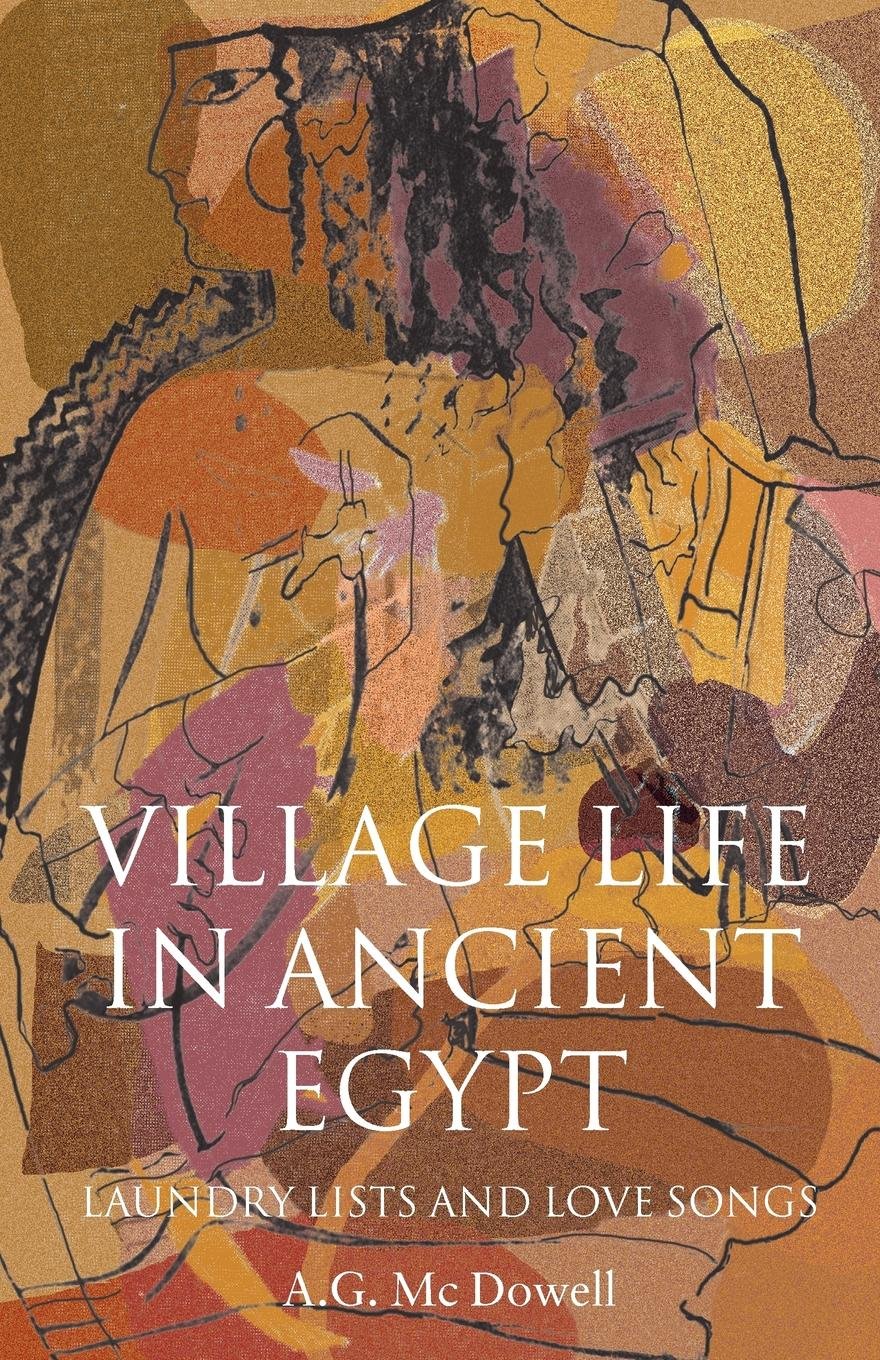 VILLAGE LIFE
IN ANCIENT
EGYPT
LAUNDRY LISTS AND LOVE SONGS
A.G. Mc Dowell